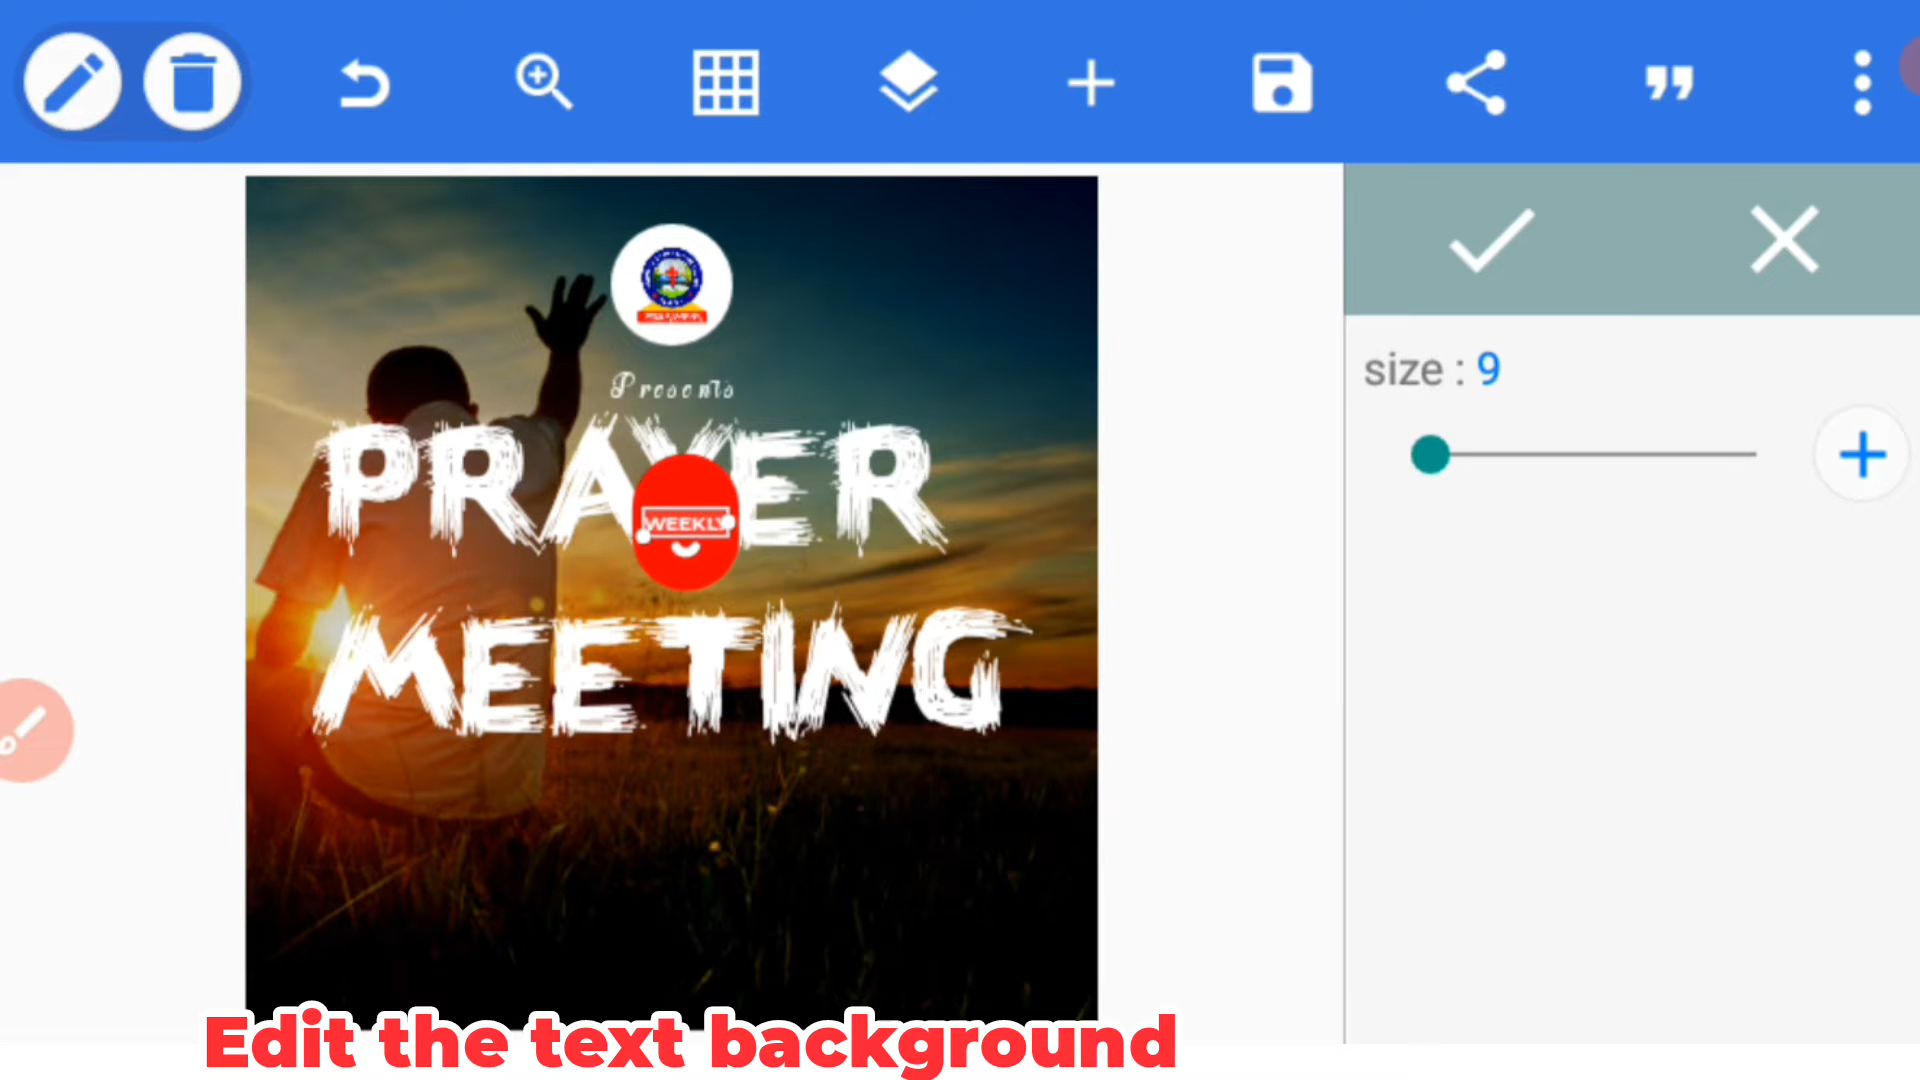 size : 9
Presents
PRAYER
WEEKLY
MEETING
Edit the text background